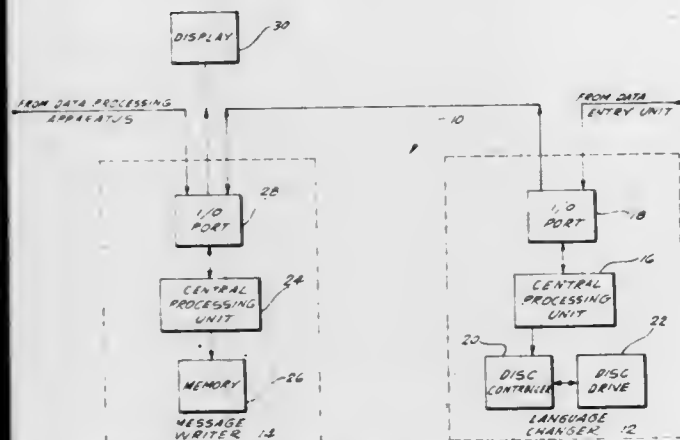 DISPLAY
30
FROM DATA PROCESSING
APPARATUS
10
FROM DATA
ENTRY UNIT
I/O
PORT
28
I/O
PORT
18
CENTRAL
PROCESSING
UNIT
24
CENTRAL
PROCESSING
UNIT
16
MEMORY
26
20
DISC
CONTROLLER
22
DISC
DRIVE
MESSAGE
WRITER 14
LANGUAGE
CHANGER 12